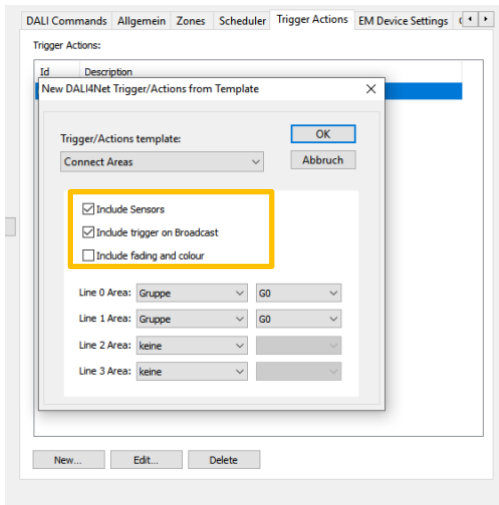 DALI Commands Allgemein Zones Scheduler Trigger Actions EM Device Settings
Trigger Actions:
Id Description
New DALI4Net Trigger/Actions from Template
Trigger/Actions template:
OK
Connect Areas
Abbruch
Include Sensors
Include trigger on Broadcast
Include fading and colour
Line 0 Area: Gruppe G0
Line 1 Area: Gruppe G0
Line 2 Area: keine
Line 3 Area: keine
New... Edit... Delete